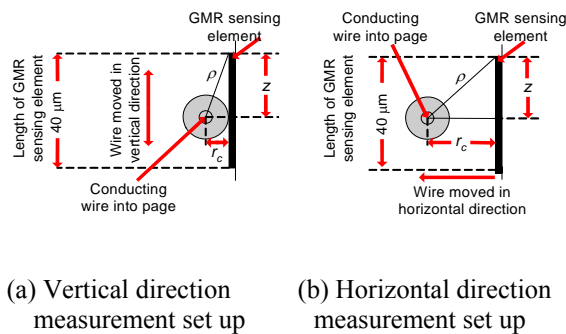 GMR sensing
element
Length of GMR
sensing element
40 µm
Wire moved in
vertical direction
ρ
z
r_c
Conducting
wire into page
Conducting
wire into page
GMR sensing
element
Length of GMR
sensing element
40 µm
ρ
z
r_c
Wire moved in
horizontal direction
(a) Vertical direction
measurement set up
(b) Horizontal direction
measurement set up